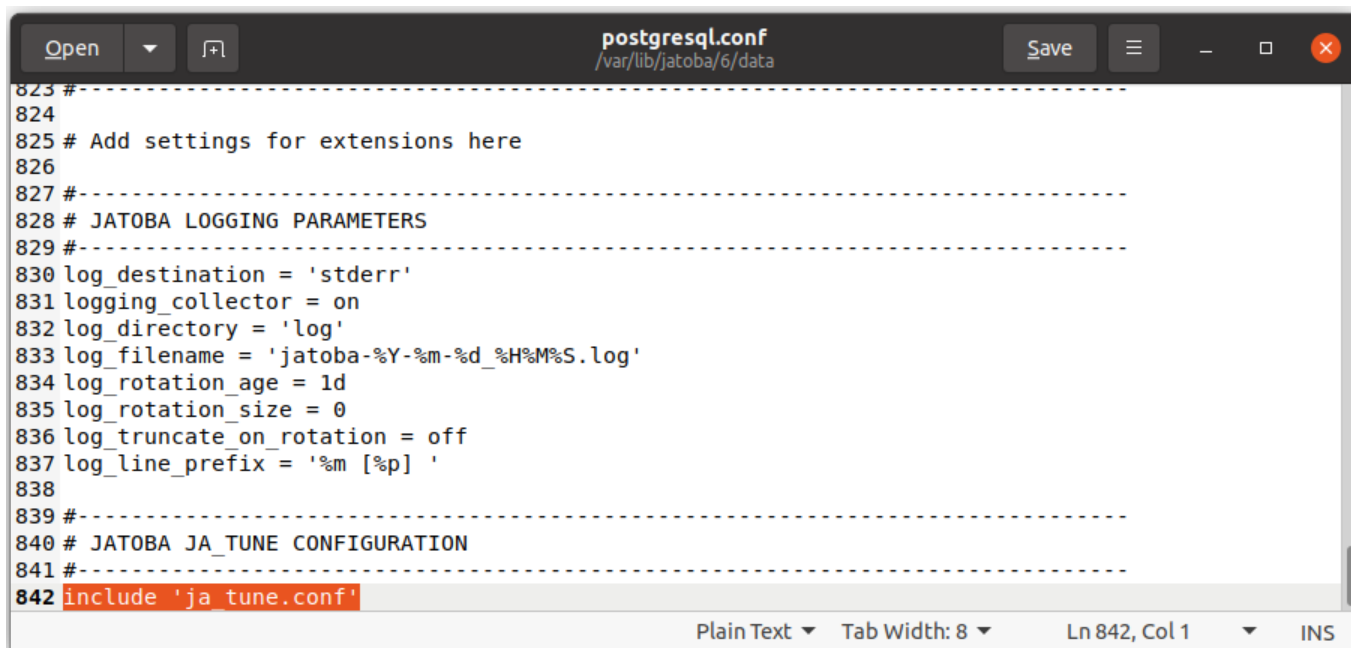 Open
postgresql.conf
/var/lib/jatoba/6/data
Save
823 #------------------------------------------------------------------------------
824
825 # Add settings for extensions here
826
827 #------------------------------------------------------------------------------
828 # JATOBA LOGGING PARAMETERS
829 #------------------------------------------------------------------------------
830 log_destination = 'stderr'
831 logging_collector = on
832 log_directory = 'log'
833 log_filename = 'jatoba-%Y-%m-%d_%H%M%S.log'
834 log_rotation_age = 1d
835 log_rotation_size = 0
836 log_truncate_on_rotation = off
837 log_line_prefix = '%m [%p] '
838
839 #------------------------------------------------------------------------------
840 # JATOBA JA_TUNE CONFIGURATION
841 #------------------------------------------------------------------------------
842 include 'ja_tune.conf'
Plain Text Tab Width: 8 Ln 842, Col 1 INS